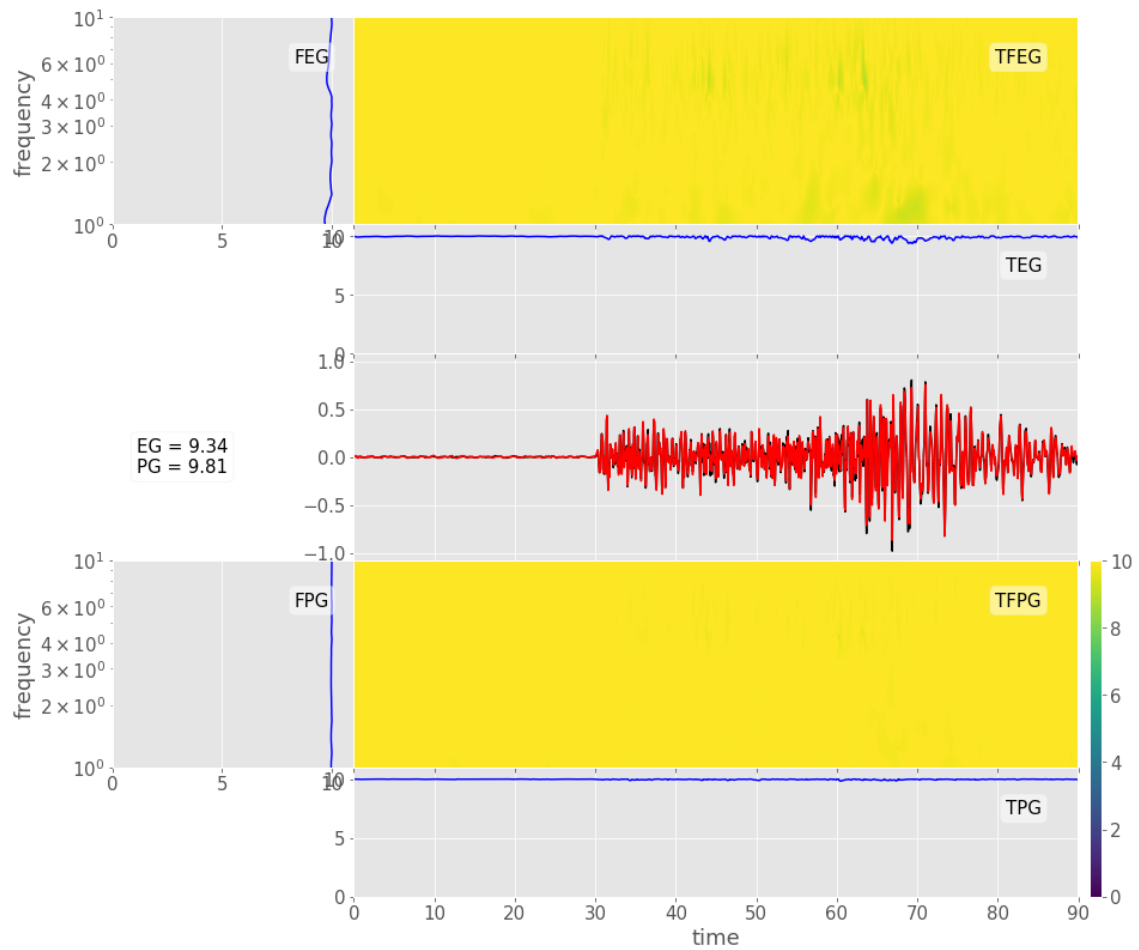 10¹
6 × 10⁰
4 × 10⁰
3 × 10⁰
2 × 10⁰
10⁰
frequency
FEG
TFEG
0 5 10
10
5
0
TEG
1.0
0.5
0.0
−0.5
−1.0
EG = 9.34
PG = 9.81
10¹
6 × 10⁰
4 × 10⁰
3 × 10⁰
2 × 10⁰
10⁰
frequency
FPG
TFPG
10
8
6
4
2
0
0 5 10
10
5
0
TPG
0 10 20 30 40 50 60 70 80 90
time